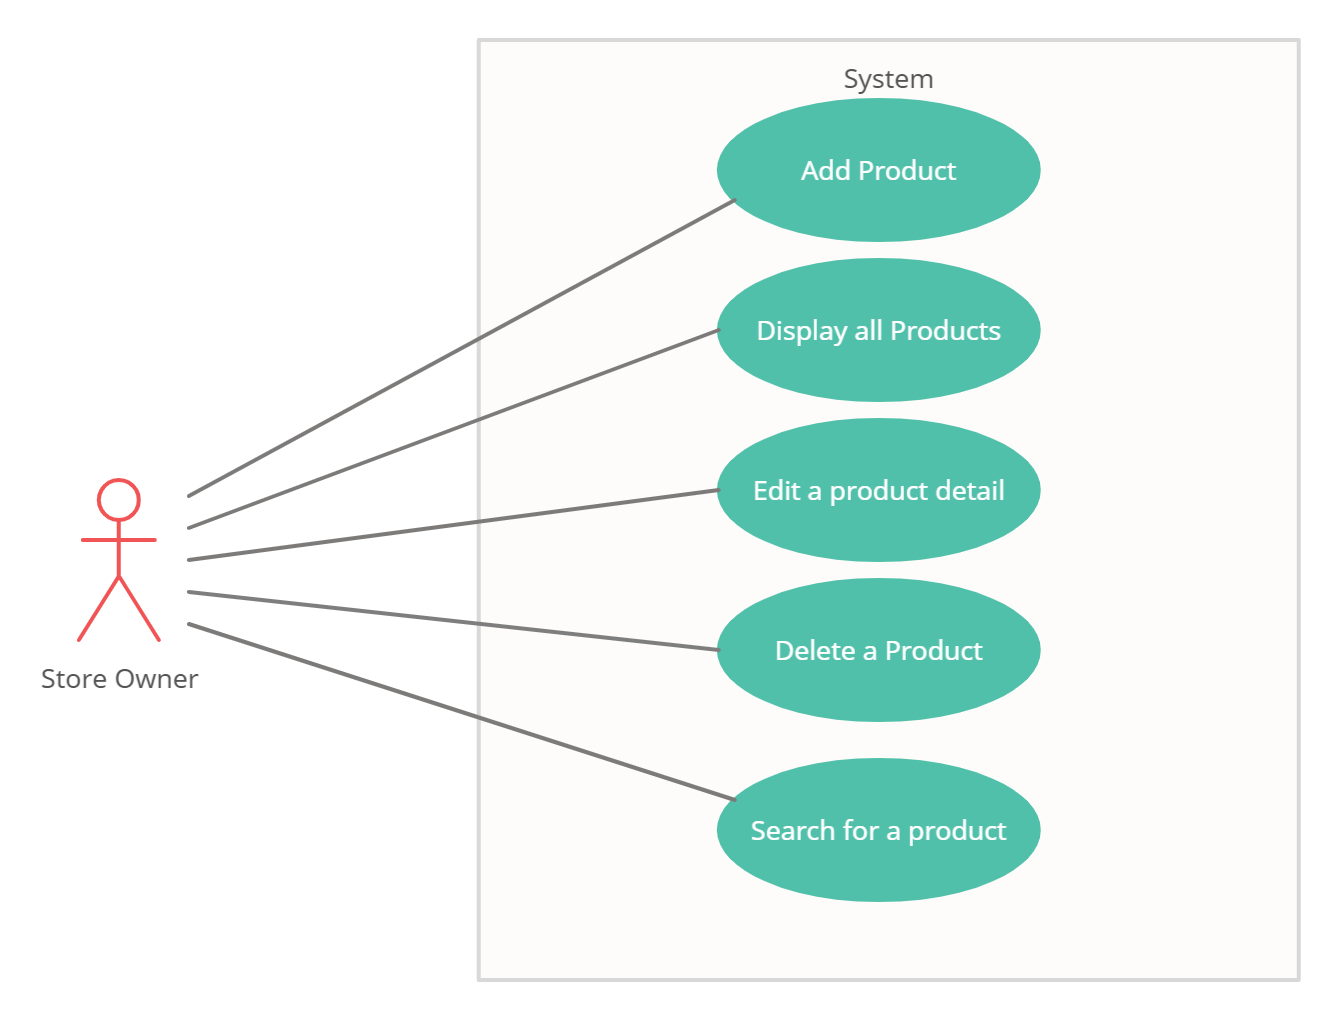 System
Add Product
Display all Products
Edit a product detail
Delete a Product
Store Owner
Search for a product